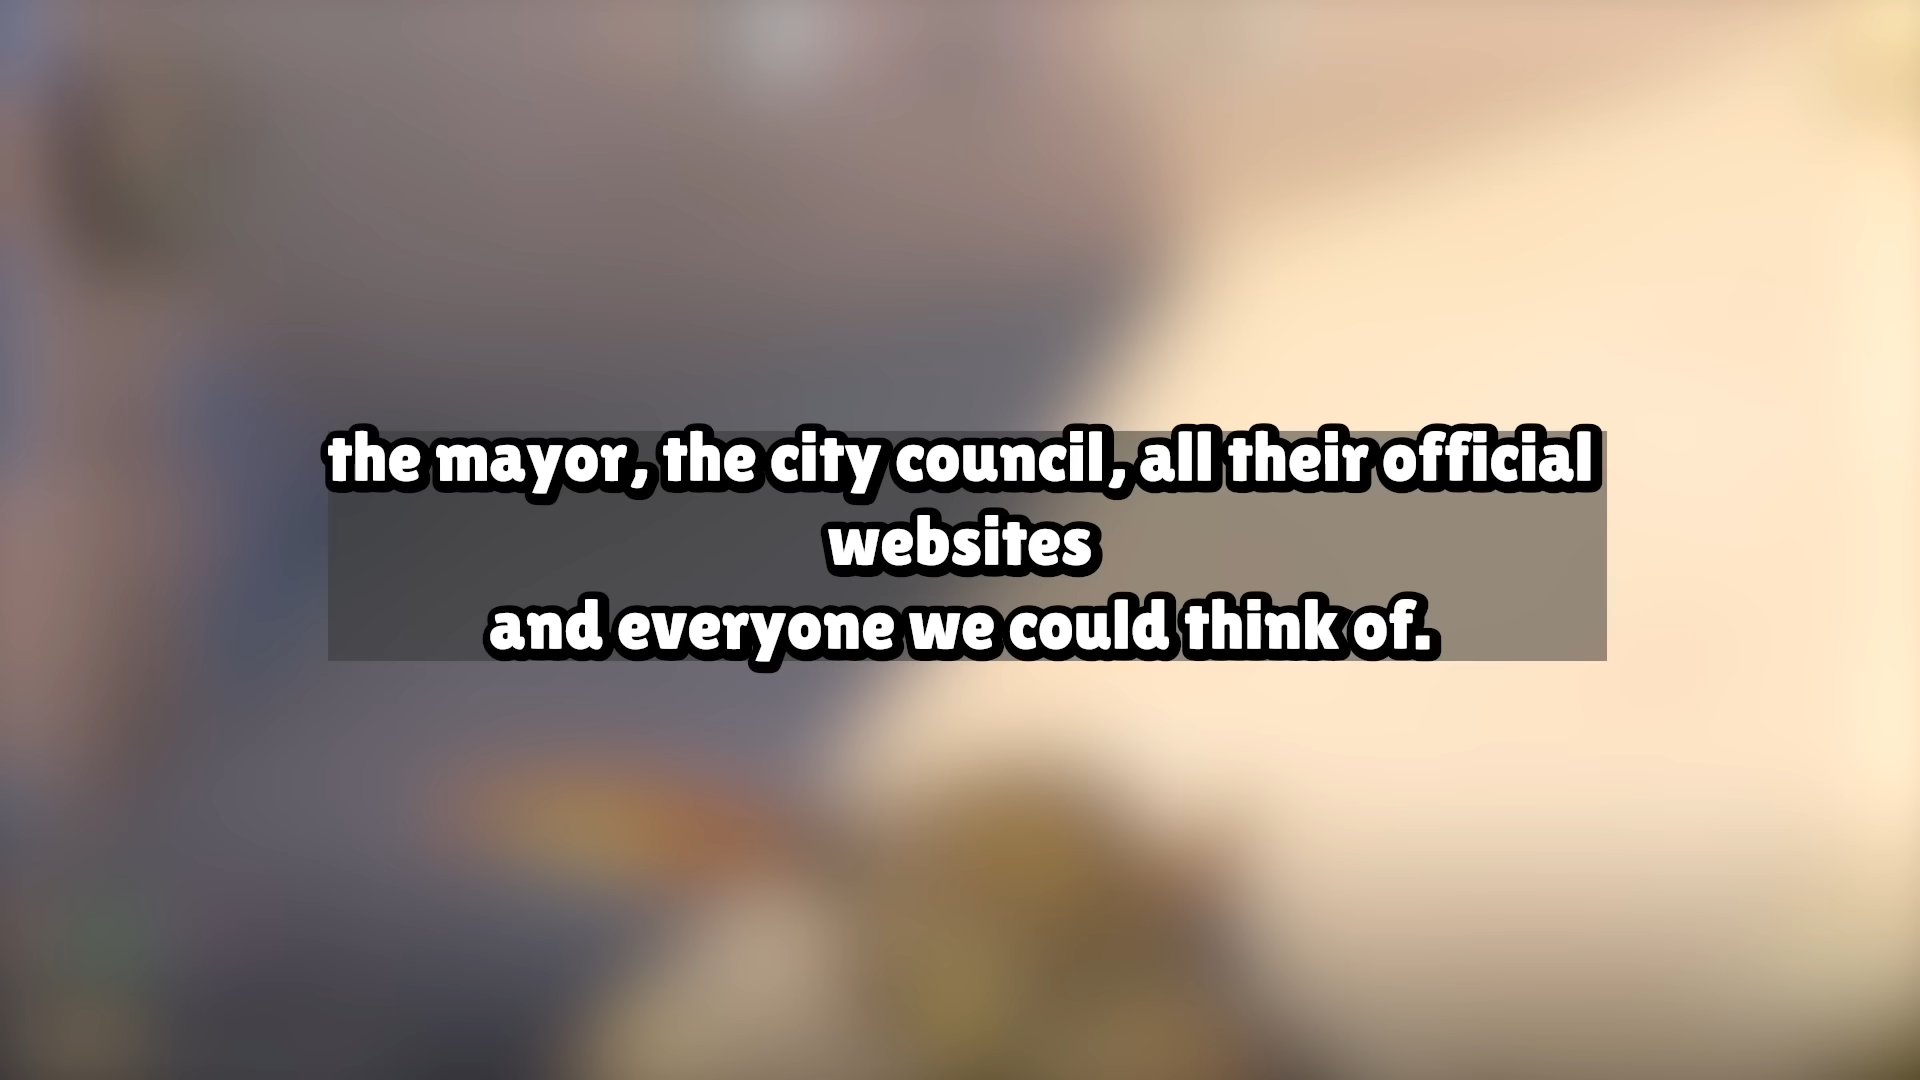 the mayor, the city council, all their official
websites
and everyone we could think of.